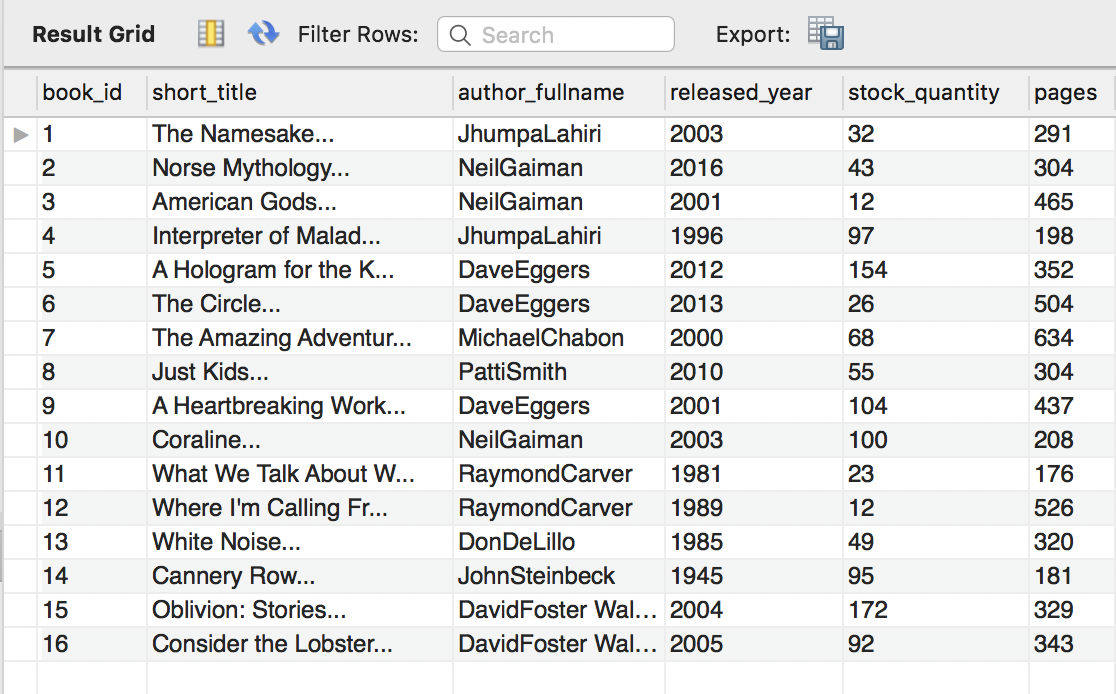 Result Grid Filter Rows: Search Export:
book_id short_title author_fullname released_year stock_quantity pages
1 The Namesake... JhumpaLahiri 2003 32 291
2 Norse Mythology... NeilGaiman 2016 43 304
3 American Gods... NeilGaiman 2001 12 465
4 Interpreter of Malad... JhumpaLahiri 1996 97 198
5 A Hologram for the K... DaveEggers 2012 154 352
6 The Circle... DaveEggers 2013 26 504
7 The Amazing Adventur... MichaelChabon 2000 68 634
8 Just Kids... PattiSmith 2010 55 304
9 A Heartbreaking Work... DaveEggers 2001 104 437
10 Coraline... NeilGaiman 2003 100 208
11 What We Talk About W... RaymondCarver 1981 23 176
12 Where I'm Calling Fr... RaymondCarver 1989 12 526
13 White Noise... DonDeLillo 1985 49 320
14 Cannery Row... JohnSteinbeck 1945 95 181
15 Oblivion: Stories... DavidFoster Wal... 2004 172 329
16 Consider the Lobster... DavidFoster Wal... 2005 92 343